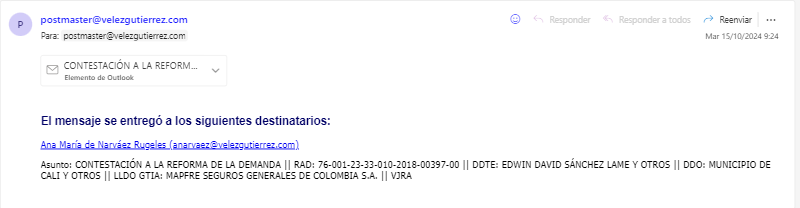 P
postmaster@velezgutierrez.com
Responder
Responder a todos
Reenviar
Para: postmaster@velezgutierrez.com
Mar 15/10/2024 9:24
CONTESTACIÓN A LA REFORM...
Elemento de Outlook
El mensaje se entregó a los siguientes destinatarios:
Ana María de Narváez Rugeles (anarvaez@velezgutierrez.com)
Asunto: CONTESTACIÓN A LA REFORMA DE LA DEMANDA || RAD: 76-001-23-33-010-2018-00397-00 || DDTE: EDWIN DAVID SÁNCHEZ LAME Y OTROS || DDO: MUNICIPIO DE
CALI Y OTROS || LLDO GTIA: MAPFRE SEGUROS GENERALES DE COLOMBIA S.A. || VJRA